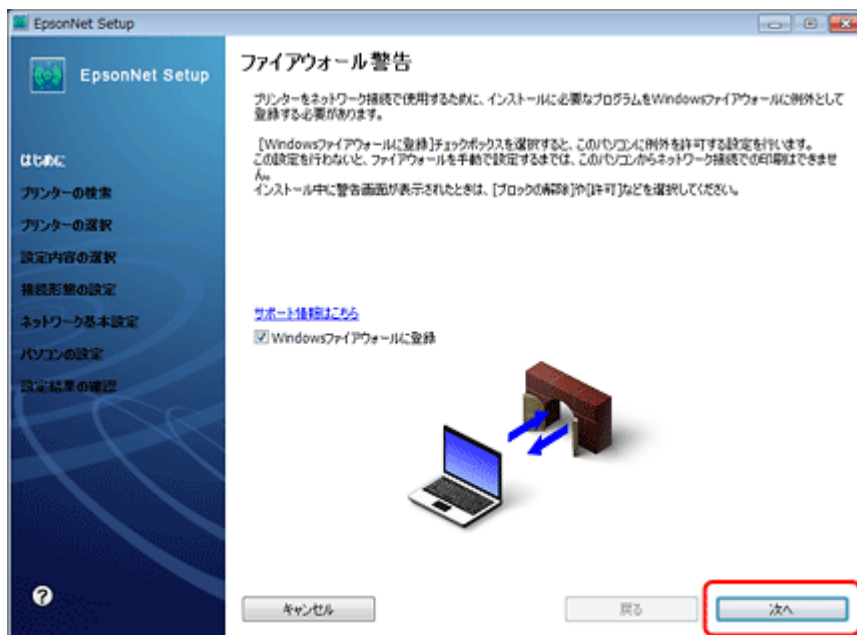 EpsonNet Setup
EpsonNet Setup
はじめに
プリンターの検索
プリンターの選択
設定内容の選択
接続形態の設定
ネットワーク基本設定
パソコンの設定
設定結果の確認
ファイアウォール警告
プリンターをネットワーク接続で使用するために、インストールに必要なプログラムをWindowsファイアウォールに例外として
登録する必要があります。
[Windowsファイアウォールに登録]チェックボックスを選択すると、このパソコンに例外を許可する設定を行います。
この設定を行わないと、ファイアウォールを手動で設定するまでは、このパソコンからネットワーク接続での印刷はできませ
ん。
インストール中に警告画面が表示されたときは、[ブロックの解除]や[許可]などを選択してください。
サポート情報はこちら
Windowsファイアウォールに登録
?
キャンセル
戻る
次へ